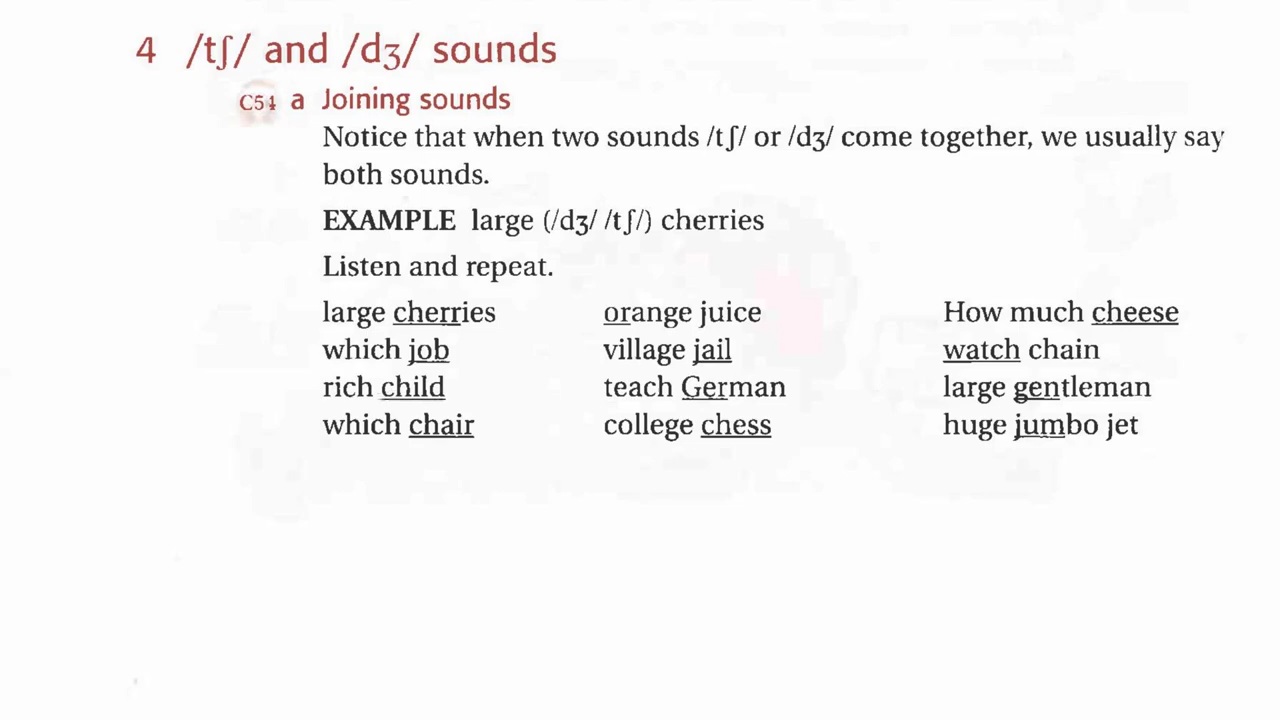 4 /tʃ/ and /dʒ/ sounds
C54 a Joining sounds
Notice that when two sounds /tʃ/ or /dʒ/ come together, we usually say
both sounds.
EXAMPLE large (/dʒ/ /tʃ/) cherries
Listen and repeat.
large cherries orange juice How much cheese
which job village jail watch chain
rich child teach German large gentleman
which chair college chess huge jumbo jet